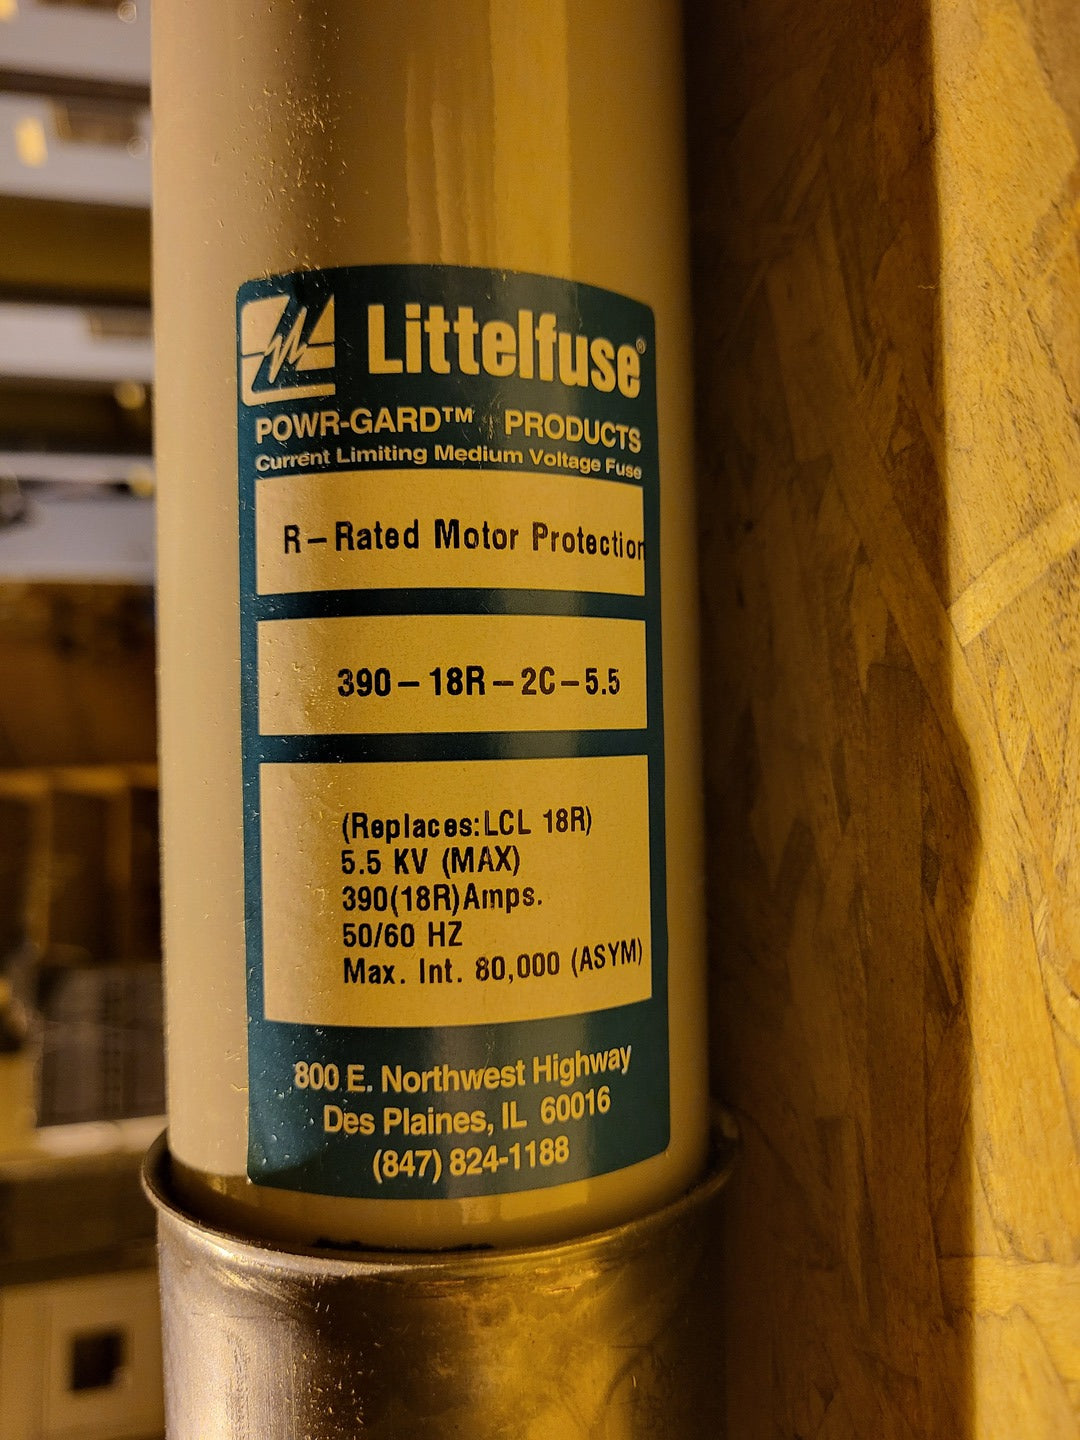 Littelfuse®
POWR-GARD™ PRODUCTS
Current Limiting Medium Voltage Fuse
R-Rated Motor Protection
390-18R-2C-5.5
(Replaces:LCL 18R)
5.5 KV (MAX)
390(18R)Amps.
50/60 HZ
Max. Int. 80,000 (ASYM)
800 E. Northwest Highway
Des Plaines, IL 60016
(847) 824-1188